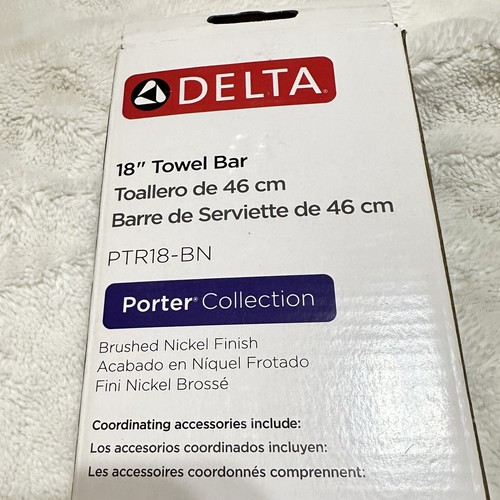 DELTA®
18" Towel Bar
Toallero de 46 cm
Barre de Serviette de 46 cm
PTR18-BN
Porter® Collection
Brushed Nickel Finish
Acabado en Níquel Frotado
Fini Nickel Brossé
Coordinating accessories include:
Los accesorios coordinados incluyen:
Les accessoires coordonnés comprennent: